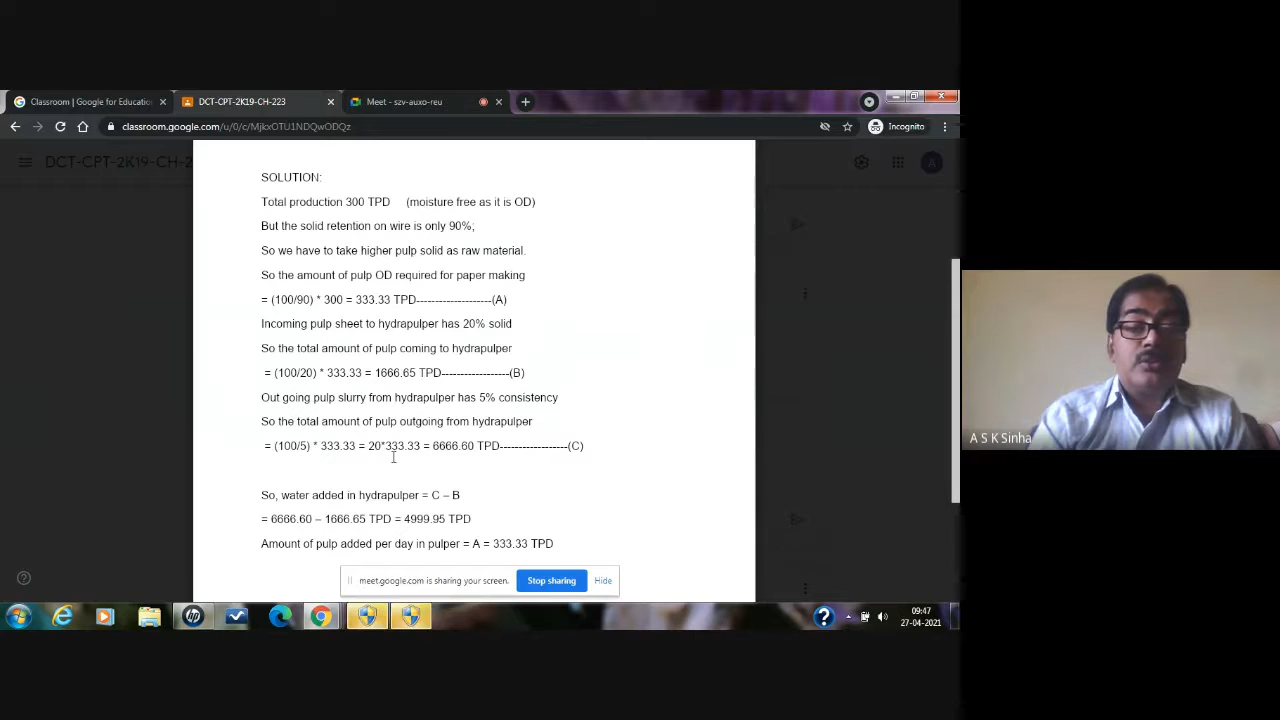 Classroom | Google for Educatio
DCT-CPT-2K19-CH-223
Meet - szv-auxo-reu
classroom.google.com/u/0/c/MjkxOTU1NDQwODQz
Incognito
DCT-CPT-2K19-CH-2
A
SOLUTION:
Total production 300 TPD (moisture free as it is OD)
But the solid retention on wire is only 90%;
So we have to take higher pulp solid as raw material.
So the amount of pulp OD required for paper making
= (100/90) * 300 = 333.33 TPD--------------------(A)
Incoming pulp sheet to hydrapulper has 20% solid
So the total amount of pulp coming to hydrapulper
= (100/20) * 333.33 = 1666.65 TPD------------------(B)
Out going pulp slurry from hydrapulper has 5% consistency
So the total amount of pulp outgoing from hydrapulper
= (100/5) * 333.33 = 20*333.33 = 6666.60 TPD------------------(C)
So, water added in hydrapulper = C – B
= 6666.60 – 1666.65 TPD = 4999.95 TPD
Amount of pulp added per day in pulper = A = 333.33 TPD
meet.google.com is sharing your screen.
Stop sharing
Hide
A S K Sinha
09:47
27-04-2021